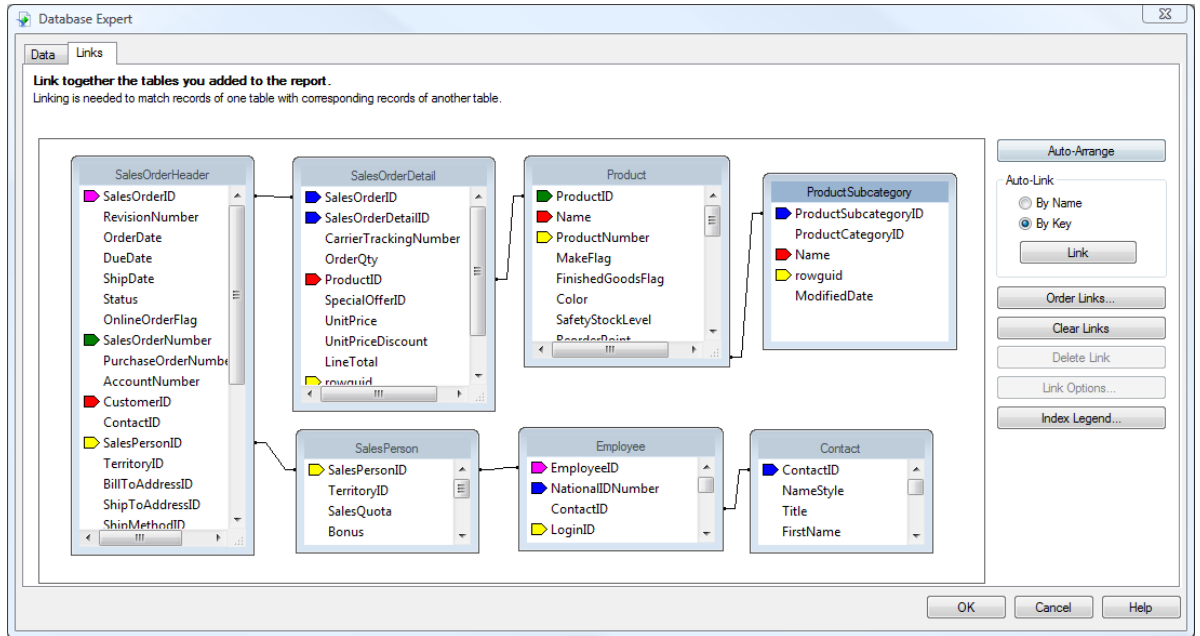 Database Expert
Data
Links
Link together the tables you added to the report.
Linking is needed to match records of one table with corresponding records of another table.
SalesOrderHeader
SalesOrderID
RevisionNumber
OrderDate
DueDate
ShipDate
Status
OnlineOrderFlag
SalesOrderNumber
PurchaseOrderNumbe
AccountNumber
CustomerID
ContactID
SalesPersonID
TerritoryID
BillToAddressID
ShipToAddressID
ShipMethodID
SalesOrderDetail
SalesOrderID
SalesOrderDetailID
CarrierTrackingNumber
OrderQty
ProductID
SpecialOfferID
UnitPrice
UnitPriceDiscount
LineTotal
rowguid
Product
ProductID
Name
ProductNumber
MakeFlag
FinishedGoodsFlag
Color
SafetyStockLevel
ReorderPoint
ProductSubcategory
ProductSubcategoryID
ProductCategoryID
Name
rowguid
ModifiedDate
SalesPerson
SalesPersonID
TerritoryID
SalesQuota
Bonus
Employee
EmployeeID
NationalIDNumber
ContactID
LoginID
Contact
ContactID
NameStyle
Title
FirstName
Auto-Arrange
Auto-Link
By Name
By Key
Link
Order Links...
Clear Links
Delete Link
Link Options...
Index Legend...
OK
Cancel
Help